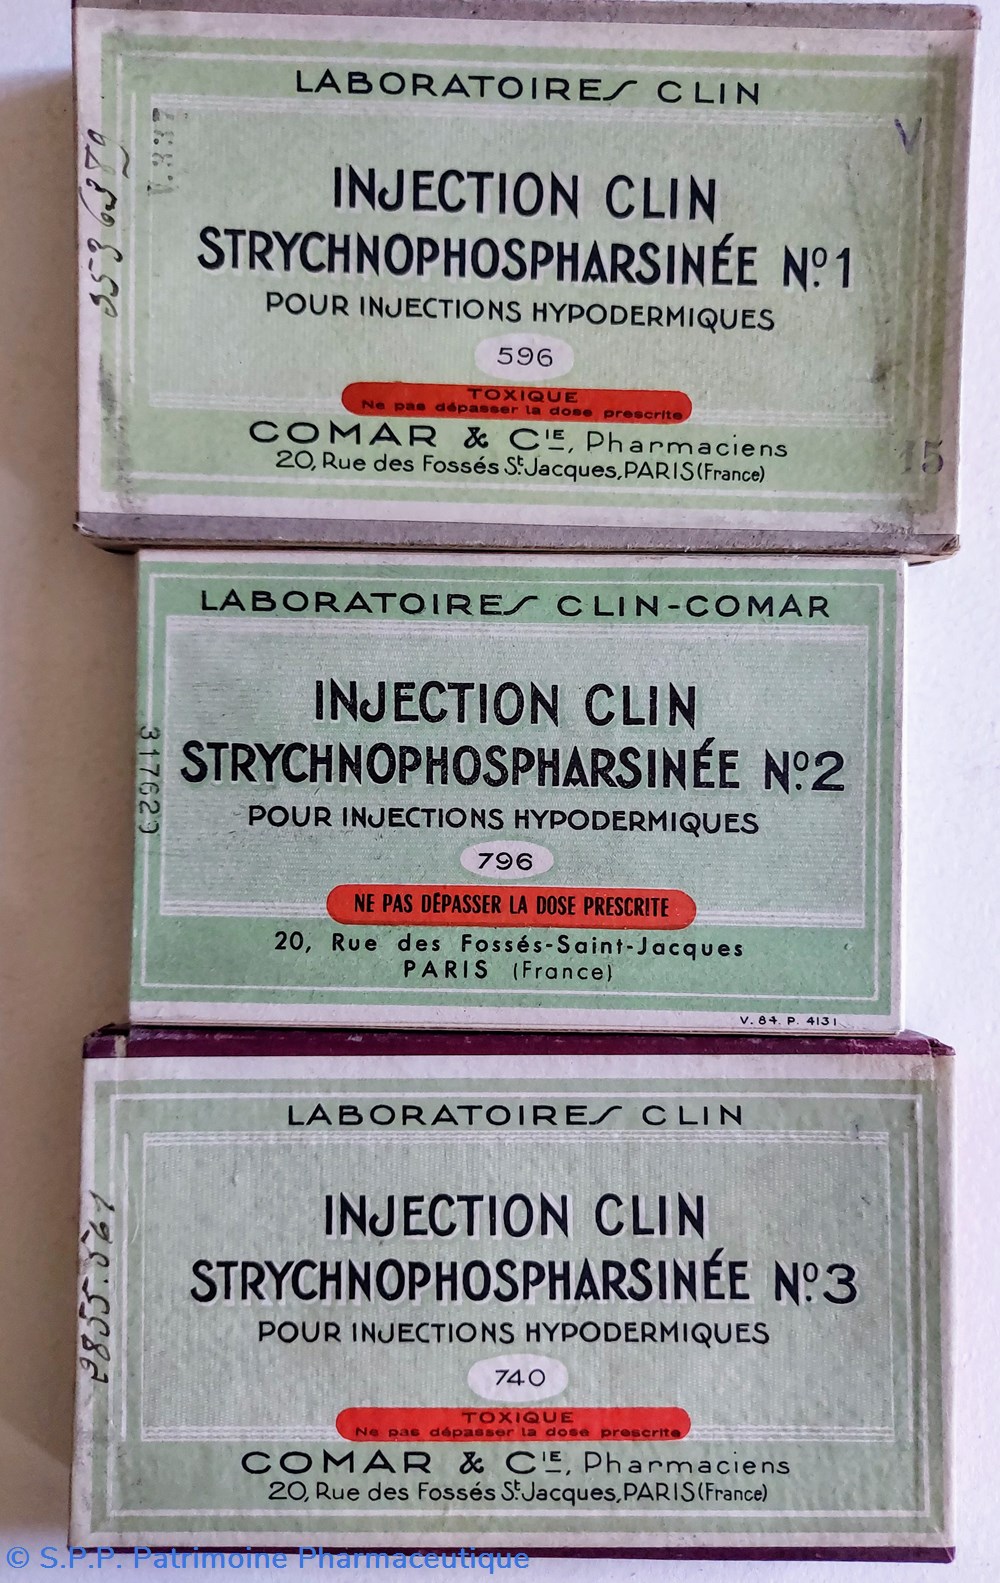 LABORATOIRES CLIN
INJECTION CLIN
STRYCHNOPHOSPHARSINÉE Nº.1
POUR INJECTIONS HYPODERMIQUES
596
TOXIQUE
Ne pas dépasser la dose prescrite
COMAR & CIE, Pharmaciens
20, Rue des Fossés St Jacques, PARIS (France)
V
15
LABORATOIRES CLIN-COMAR
INJECTION CLIN
STRYCHNOPHOSPHARSINÉE Nº.2
POUR INJECTIONS HYPODERMIQUES
796
NE PAS DÉPASSER LA DOSE PRESCRITE
20, Rue des Fossés-Saint-Jacques
PARIS (France)
V. 84. P. 4131
317629
LABORATOIRES CLIN
INJECTION CLIN
STRYCHNOPHOSPHARSINÉE Nº.3
POUR INJECTIONS HYPODERMIQUES
740
TOXIQUE
Ne pas dépasser la dose prescrite
COMAR & CIE, Pharmaciens
20, Rue des Fossés St Jacques, PARIS (France)
© S.P.P. Patrimoine Pharmaceutique